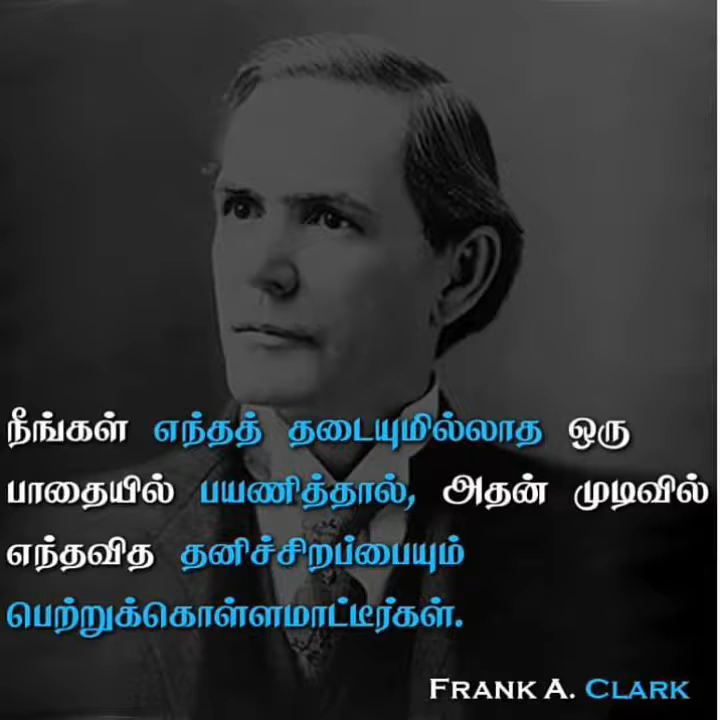 நீங்கள் எந்தத் தடையுமில்லாத ஒரு
பாதையில் பயணித்தால், அதன் முடிவில்
எந்தவித தனிச்சிறப்பையும்
பெற்றுக்கொள்ளமாட்டீர்கள்.
FRANK A. CLARK